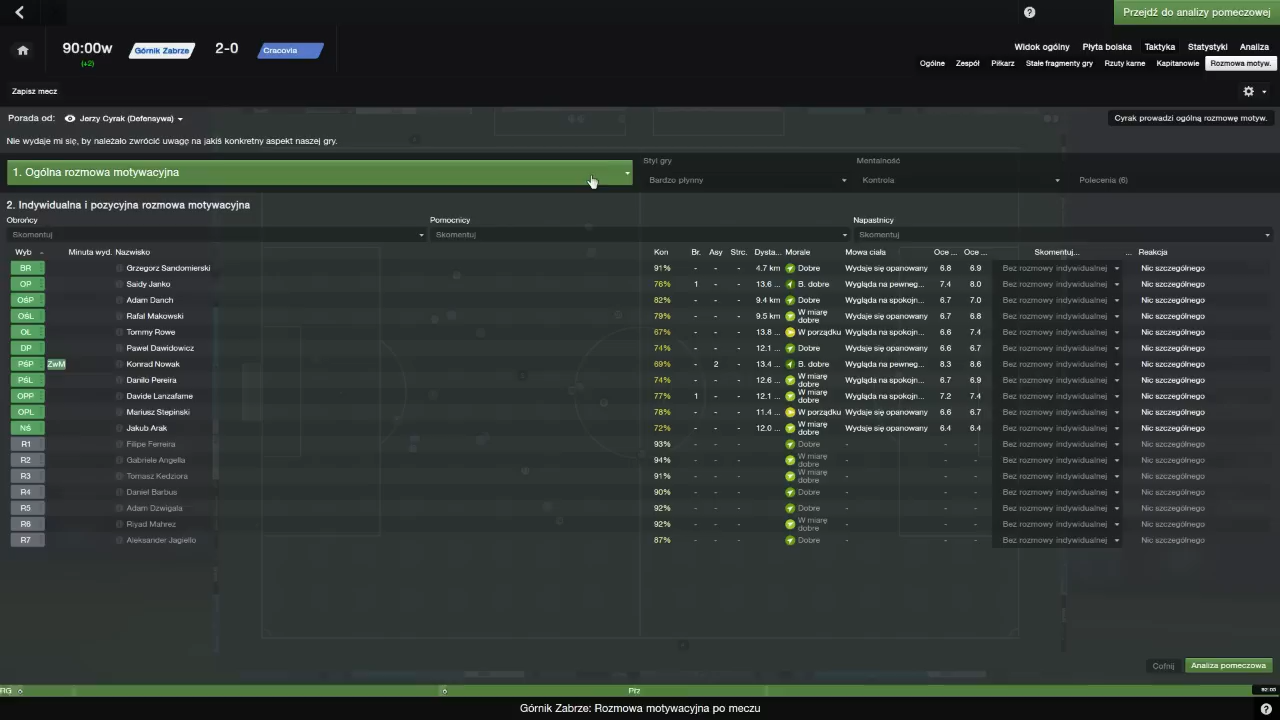 Przejdź do analizy pomeczowej
90:00w
(+2)
Górnik Zabrze
2-0
Cracovia
Widok ogólny Płyta boiska Taktyka Statystyki Analiza
Ogólne Zespół Piłkarz Stałe fragmenty gry Rzuty karne Kapitanowie Rozmowa motyw.
Zapisz mecz
Porada od: Jerzy Cyrak (Defensywa)
Cyrak prowadzi ogólną rozmowę motyw.
Nie wydaje mi się, by należało zwrócić uwagę na jakiś konkretny aspekt naszej gry.
1. Ogólna rozmowa motywacyjna
Styl gry
Bardzo płynny
Mentalność
Kontrola
Polecenia (6)
2. Indywidualna i pozycyjna rozmowa motywacyjna
Obrońcy Pomocnicy Napastnicy
Skomentuj Skomentuj Skomentuj
Wyb Minuta wyd. Nazwisko Kon Br. Asy Strc. Dysta... Morale Mowa ciała Oce ... Oce ... Skomentuj... ... Reakcja
BR Grzegorz Sandomierski 91% - - - 4.7 km Dobre Wydaje się opanowany 6.8 6.9 Bez rozmowy indywidualnej Nic szczególnego
OP Saidy Janko 76% 1 - - 13.6 ... B. dobre Wygląda na pewneg... 7.4 8.0 Bez rozmowy indywidualnej Nic szczególnego
OŚP Adam Danch 82% - - - 9.4 km Dobre Wygląda na spokojn... 6.7 7.0 Bez rozmowy indywidualnej Nic szczególnego
OŚL Rafal Makowski 79% - - - 9.5 km W miarę dobre Wydaje się opanowany 6.7 6.8 Bez rozmowy indywidualnej Nic szczególnego
OL Tommy Rowe 67% - - - 13.8 ... W porządku Wygląda na spokojn... 6.6 7.4 Bez rozmowy indywidualnej Nic szczególnego
DP Pawel Dawidowicz 74% - - - 12.1 ... Dobre Wydaje się opanowany 6.6 6.7 Bez rozmowy indywidualnej Nic szczególnego
PŚP ZwM Konrad Nowak 69% - 2 - 13.4 ... B. dobre Wygląda na pewneg... 8.3 8.6 Bez rozmowy indywidualnej Nic szczególnego
PŚL Danilo Pereira 74% - - - 12.6 ... W miarę dobre Wygląda na spokojn... 6.7 6.9 Bez rozmowy indywidualnej Nic szczególnego
OPP Davide Lanzafame 77% 1 - - 12.1 ... W miarę dobre Wygląda na spokojn... 7.2 7.4 Bez rozmowy indywidualnej Nic szczególnego
OPL Mariusz Stepinski 78% - - - 11.4 ... W porządku Wydaje się opanowany 6.6 6.7 Bez rozmowy indywidualnej Nic szczególnego
NŚ Jakub Arak 72% - - - 12.0 ... W miarę dobre Wydaje się opanowany 6.4 6.4 Bez rozmowy indywidualnej Nic szczególnego
R1 Filipe Ferreira 93% - - - Dobre - - - Bez rozmowy indywidualnej Nic szczególnego
R2 Gabriele Angella 94% - - - W miarę dobre - - - Bez rozmowy indywidualnej Nic szczególnego
R3 Tomasz Kedziora 91% - - - W miarę dobre - - - Bez rozmowy indywidualnej Nic szczególnego
R4 Daniel Barbus 90% - - - Dobre - - - Bez rozmowy indywidualnej Nic szczególnego
R5 Adam Dzwigala 92% - - - Dobre - - - Bez rozmowy indywidualnej Nic szczególnego
R6 Riyad Mahrez 92% - - - W miarę dobre - - - Bez rozmowy indywidualnej Nic szczególnego
R7 Aleksander Jagiello 87% - - - Dobre - - - Bez rozmowy indywidualnej Nic szczególnego
Cofnij Analiza pomeczowa
RG Prz 92:00
Górnik Zabrze: Rozmowa motywacyjna po meczu